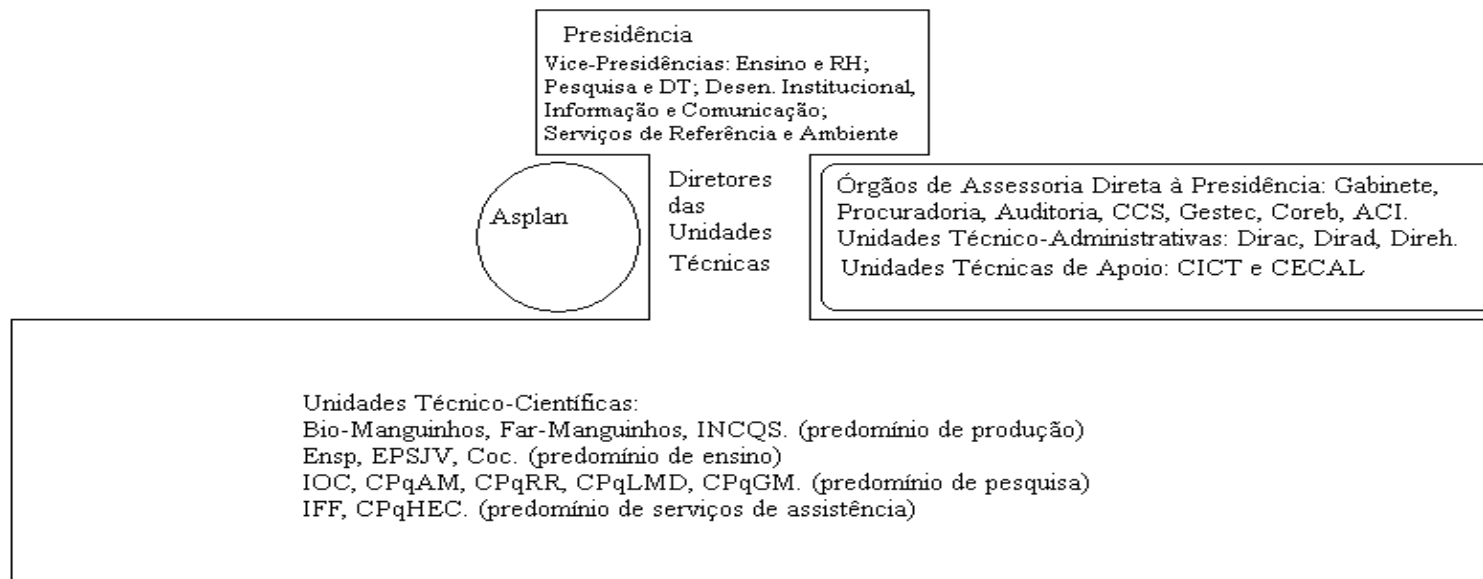 Presidência
Vice-Presidências: Ensino e RH;
Pesquisa e DT; Desen. Institucional,
Informação e Comunicação;
Serviços de Referência e Ambiente
Asplan
Diretores
das
Unidades
Técnicas
Órgãos de Assessoria Direta à Presidência: Gabinete,
Procuradoria, Auditoria, CCS, Gestec, Coreb, ACI.
Unidades Técnico-Administrativas: Dirac, Dirad, Direh.
Unidades Técnicas de Apoio: CICT e CECAL
Unidades Técnico-Científicas:
Bio-Manguinhos, Far-Manguinhos, INCQS. (predomínio de produção)
Ensp, EPSJV, Coc. (predomínio de ensino)
IOC, CPqAM, CPqRR, CPqLMD, CPqGM. (predomínio de pesquisa)
IFF, CPqHEC. (predomínio de serviços de assistência)